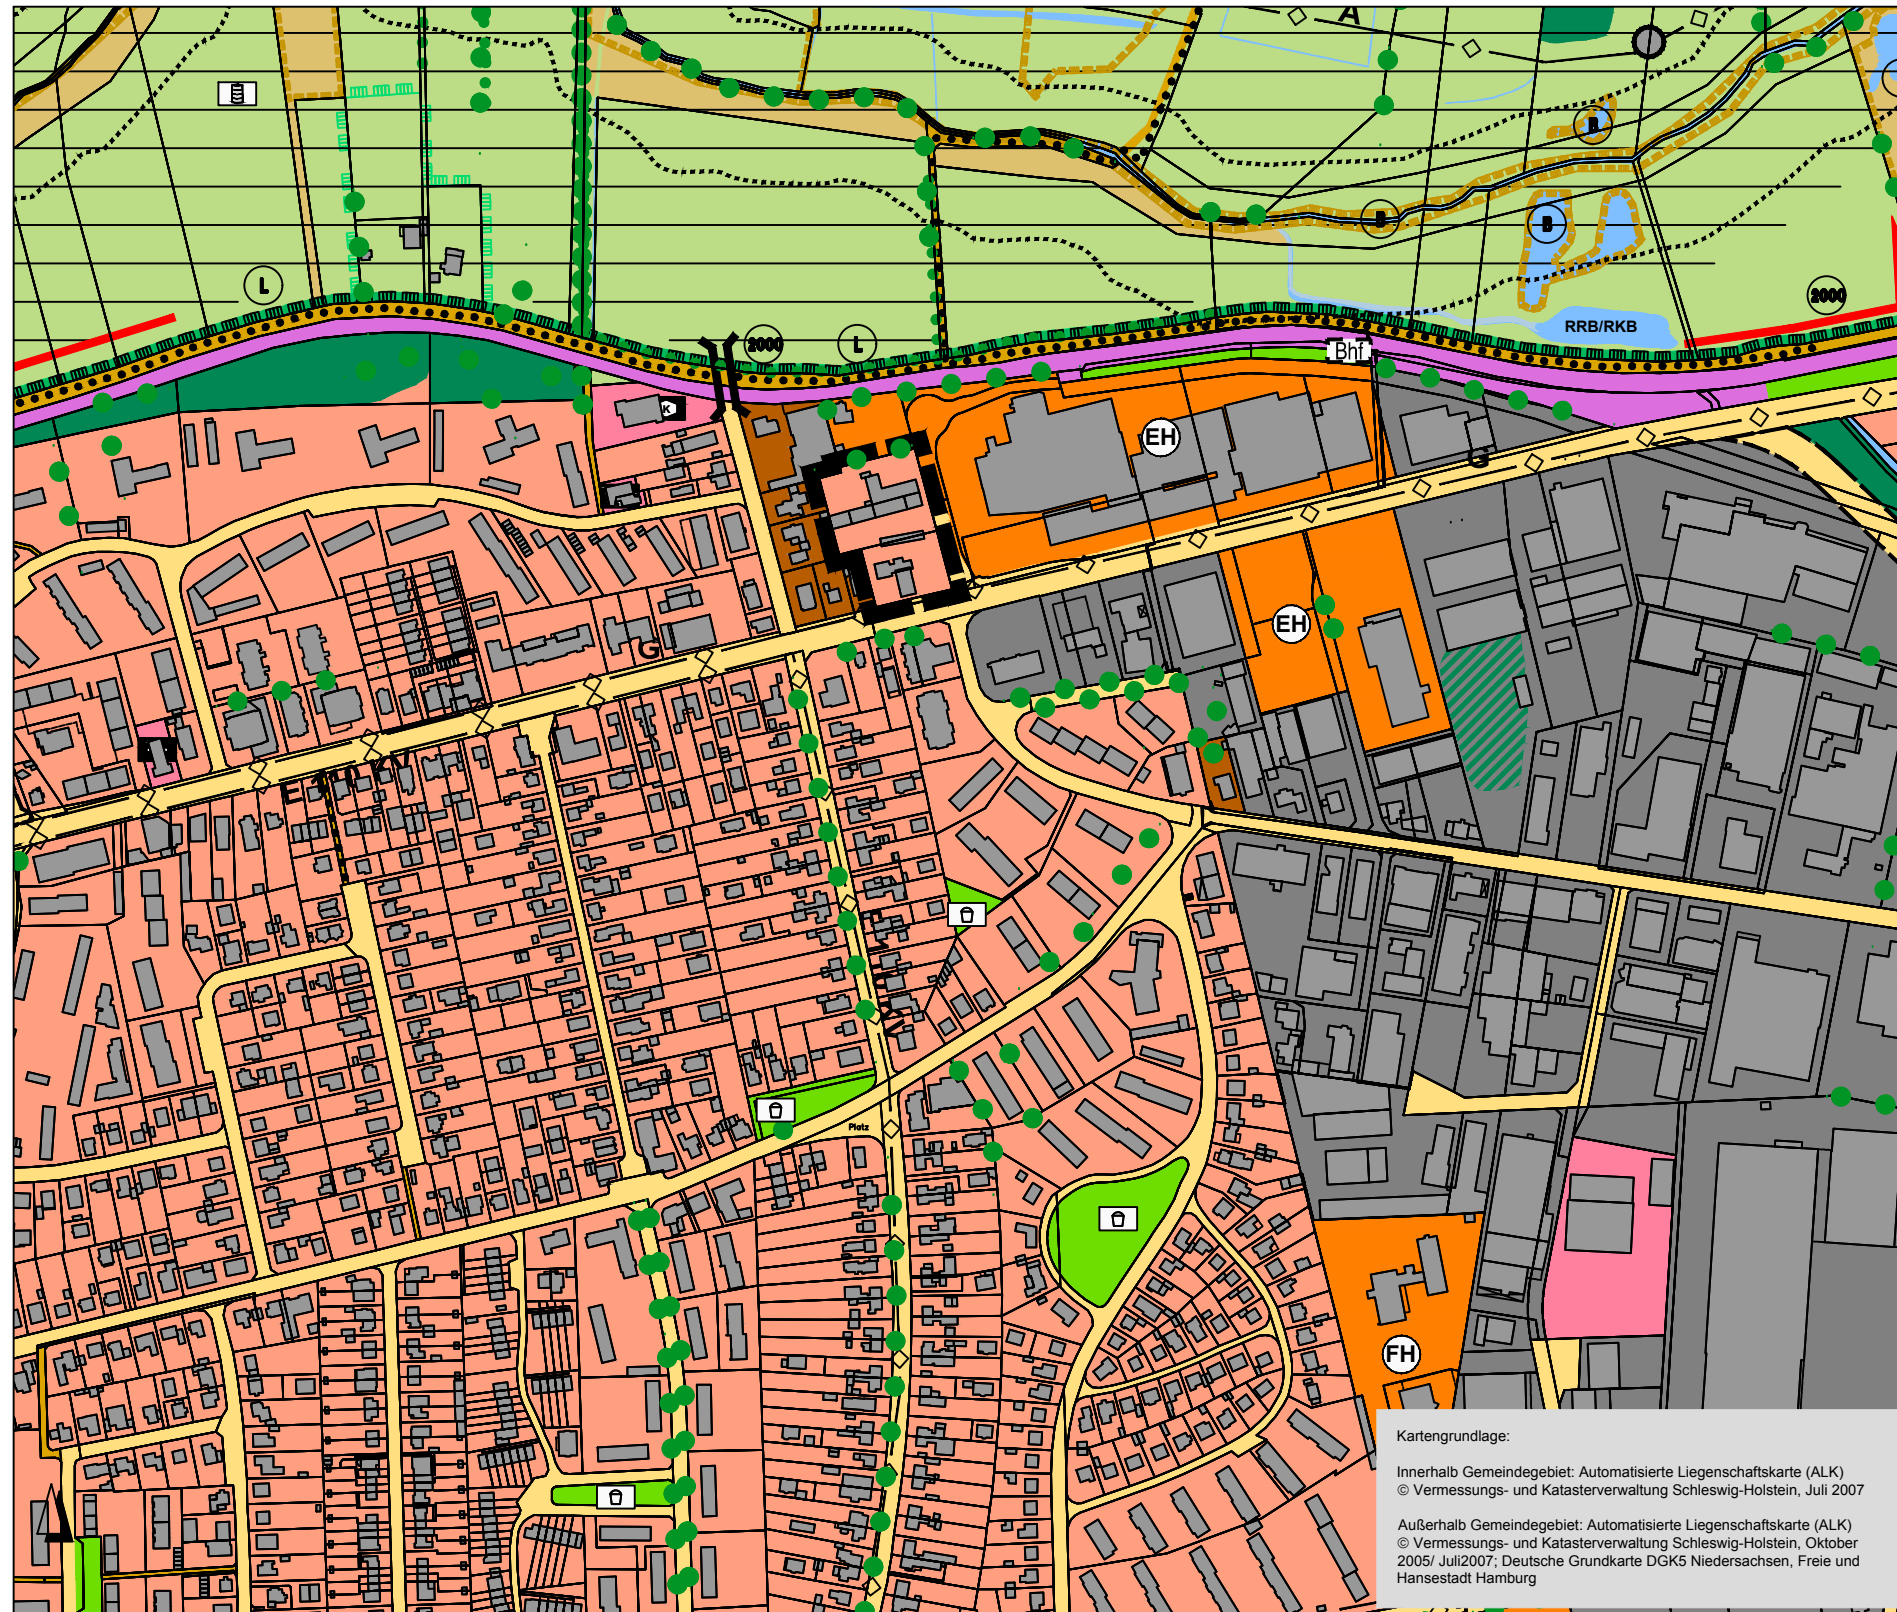 A
B
B
B
L
2000
RRB/RKB
2000
L
Bhf
K
EH
G
EH
G
E 110 KV
Platz
FH
Kartengrundlage:
Innerhalb Gemeindegebiet: Automatisierte Liegenschaftskarte (ALK)
© Vermessungs- und Katasterverwaltung Schleswig-Holstein, Juli 2007
Außerhalb Gemeindegebiet: Automatisierte Liegenschaftskarte (ALK)
© Vermessungs- und Katasterverwaltung Schleswig-Holstein, Oktober
2005/ Juli2007; Deutsche Grundkarte DGK5 Niedersachsen, Freie und
Hansestadt Hamburg